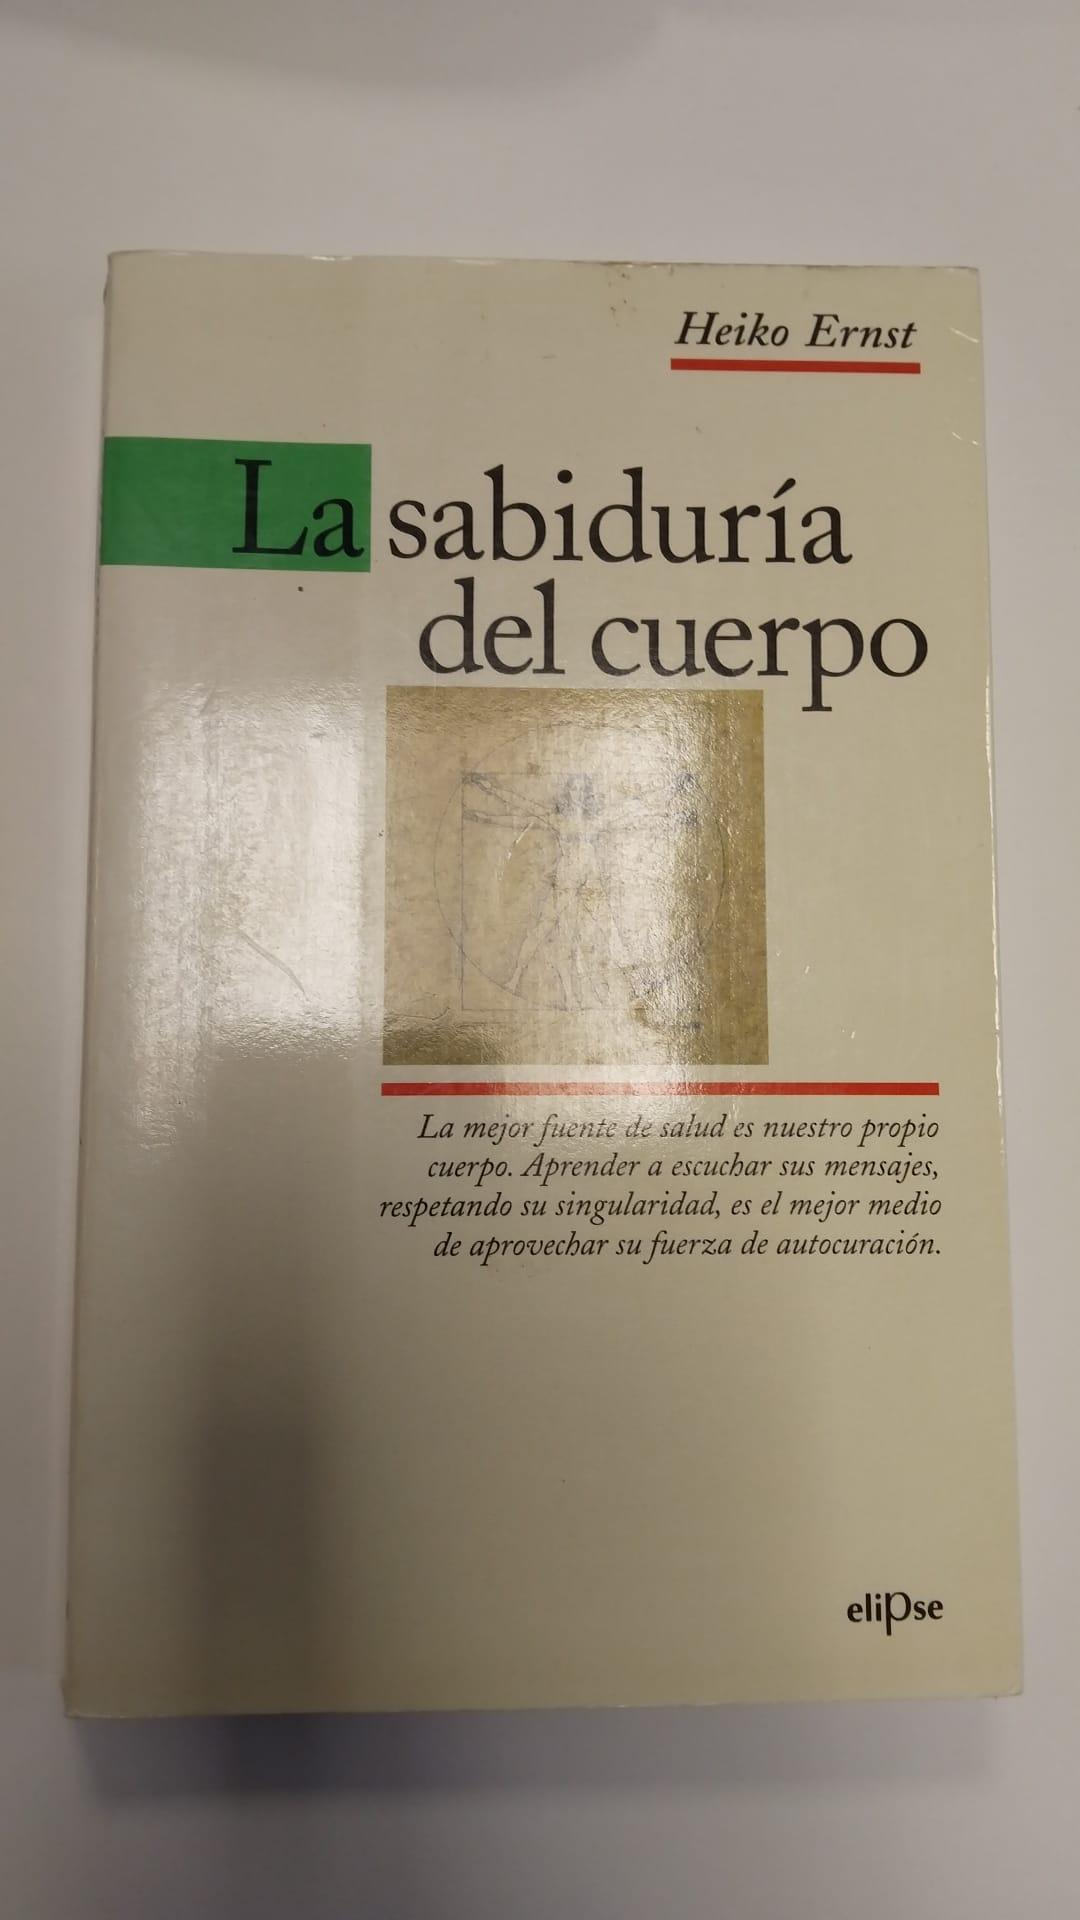 Heiko Ernst
La sabiduría
del cuerpo
La mejor fuente de salud es nuestro propio
cuerpo. Aprender a escuchar sus mensajes,
respetando su singularidad, es el mejor medio
de aprovechar su fuerza de autocuración.
elipse